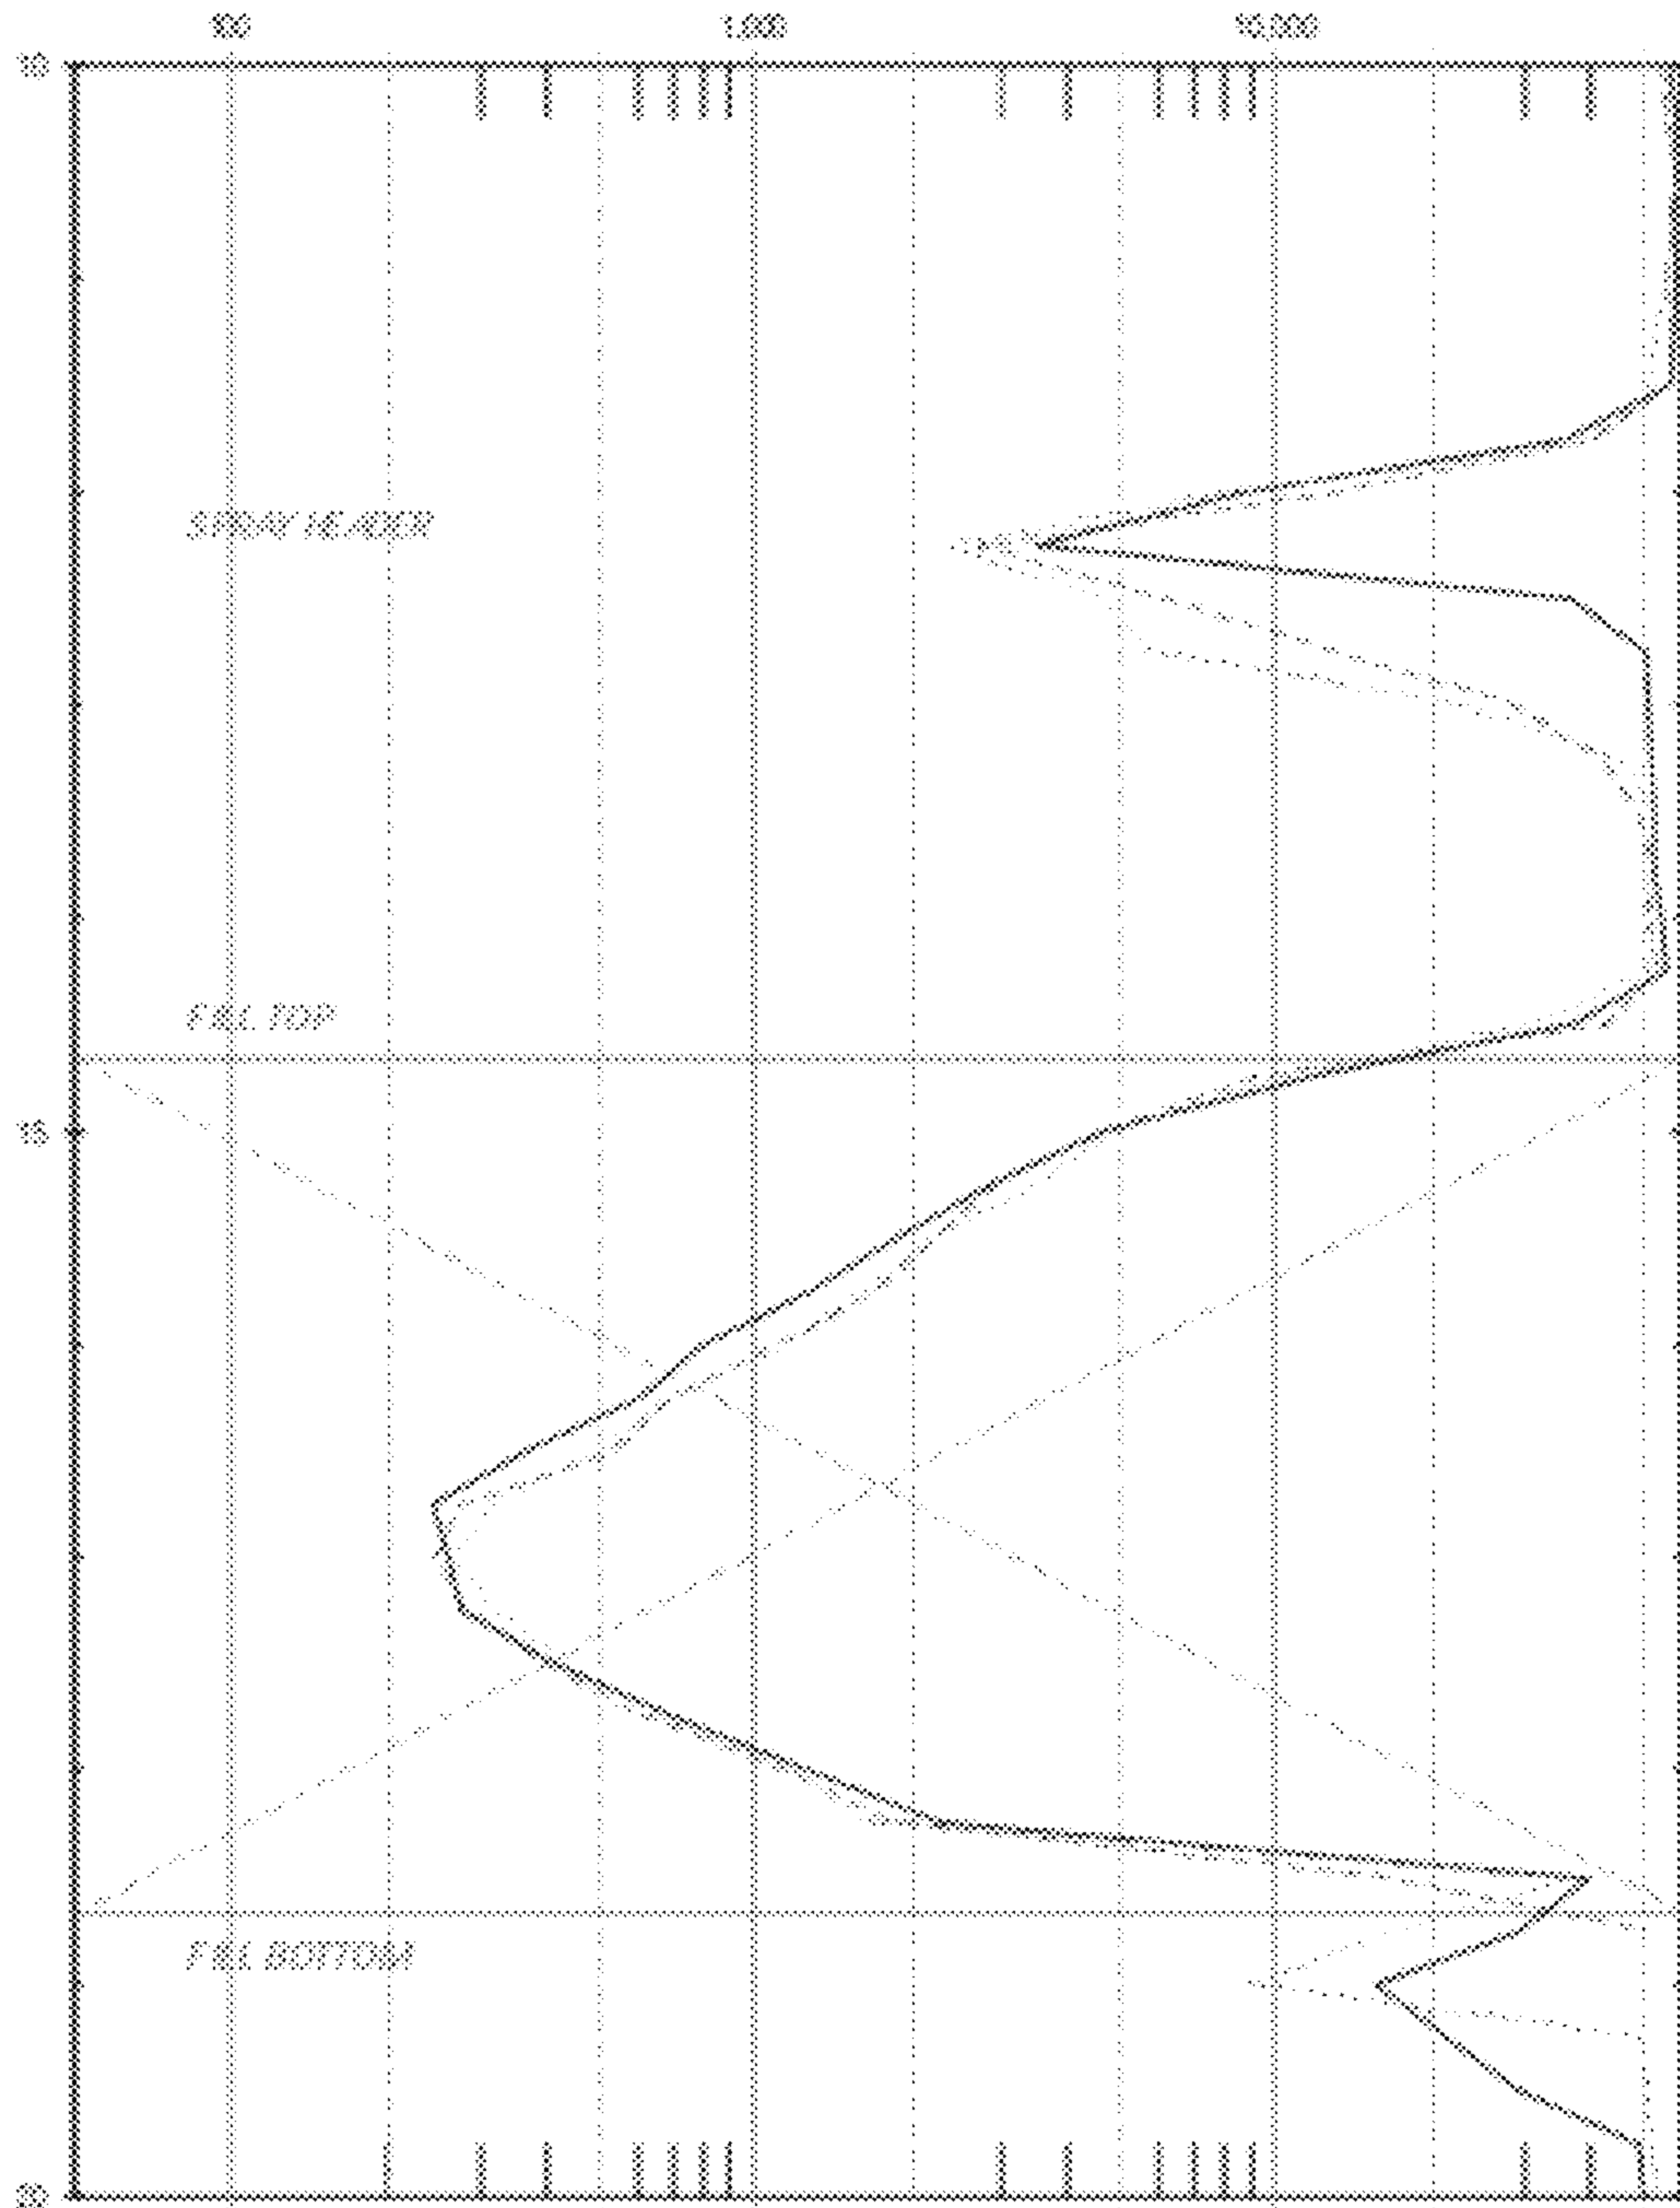 100 1,000 10,000
10
SPRAY HEADER
FILL TOP
15
FILL BOTTOM
20